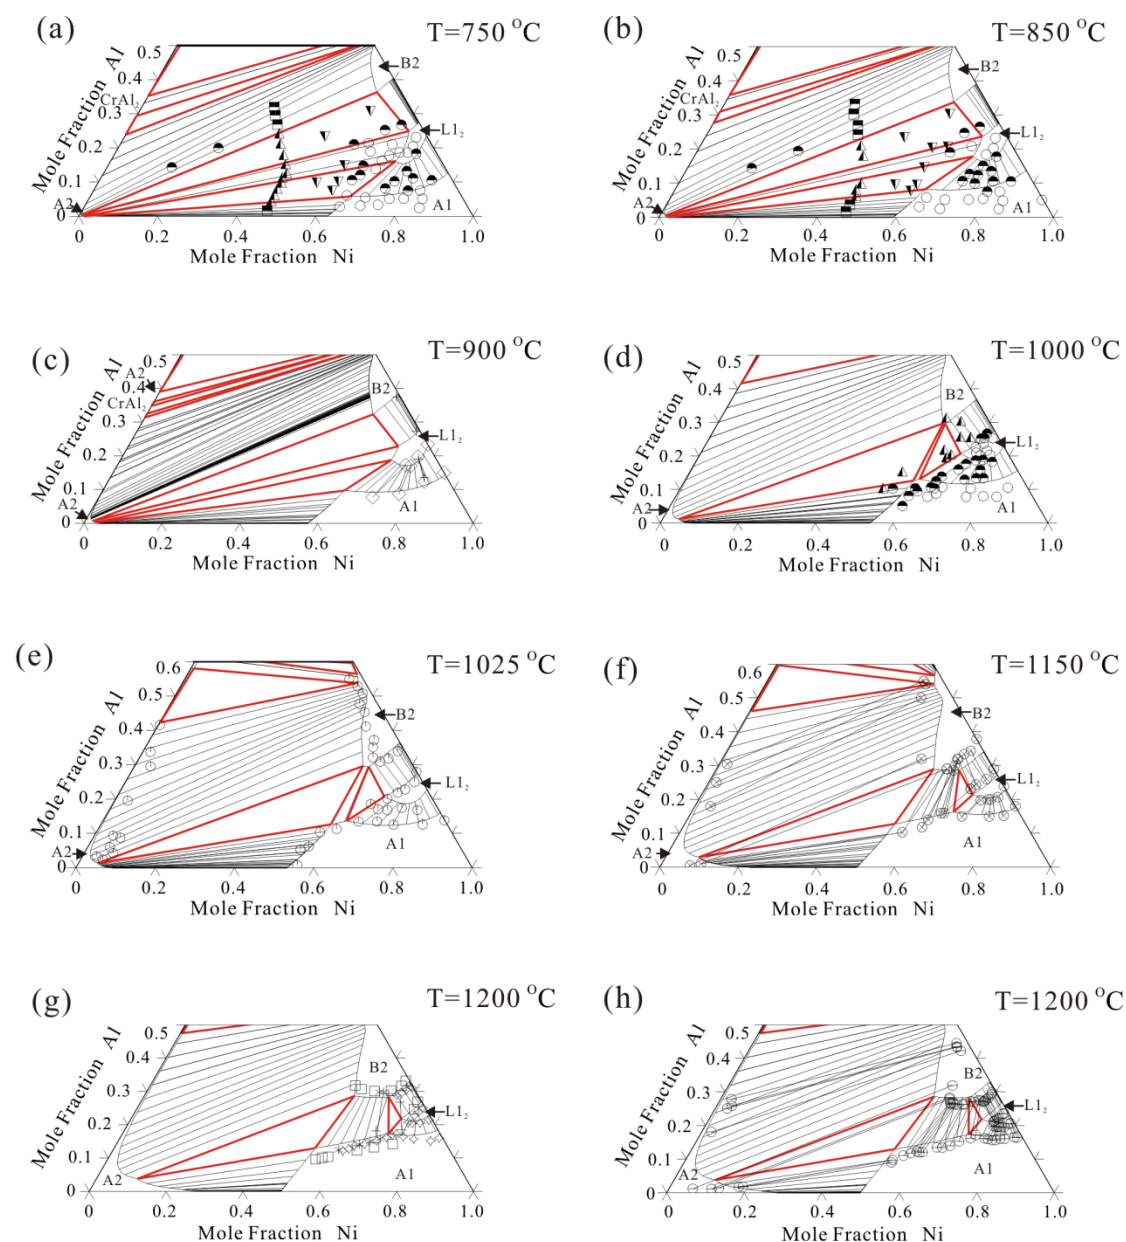 (a) T=750 °C
Mole Fraction Al
0.5
0.4
CrAl₂
0.3
0.2
0.1
0
A2
B2
L1₂
A1
0 0.2 0.4 0.6 0.8 1.0
Mole Fraction Ni
(b) T=850 °C
Mole Fraction Al
0.5
0.4
CrAl₂
0.3
0.2
0.1
0
A2
B2
L1₂
A1
0 0.2 0.4 0.6 0.8 1.0
Mole Fraction Ni
(c) T=900 °C
Mole Fraction Al
0.5
A2
0.4
CrAl₂
0.3
0.2
0.1
A2
0
B2
L1₂
A1
0 0.2 0.4 0.6 0.8 1.0
Mole Fraction Ni
(d) T=1000 °C
Mole Fraction Al
0.5
0.4
0.3
0.2
0.1
A2
0
B2
L1₂
A1
0 0.2 0.4 0.6 0.8 1.0
Mole Fraction Ni
(e) T=1025 °C
Mole Fraction Al
0.6
0.5
0.4
0.3
0.2
0.1
A2
0
B2
L1₂
A1
0 0.2 0.4 0.6 0.8 1.0
Mole Fraction Ni
(f) T=1150 °C
Mole Fraction Al
0.6
0.5
0.4
0.3
0.2
0.1
A2
0
B2
L1₂
A1
0 0.2 0.4 0.6 0.8 1.0
Mole Fraction Ni
(g) T=1200 °C
Mole Fraction Al
0.5
0.4
0.3
0.2
0.1
0
A2
B2
L1₂
A1
0 0.2 0.4 0.6 0.8 1.0
Mole Fraction Ni
(h) T=1200 °C
Mole Fraction Al
0.5
0.4
0.3
0.2
0.1
0
A2
B2
L1₂
A1
0 0.2 0.4 0.6 0.8 1.0
Mole Fraction Ni